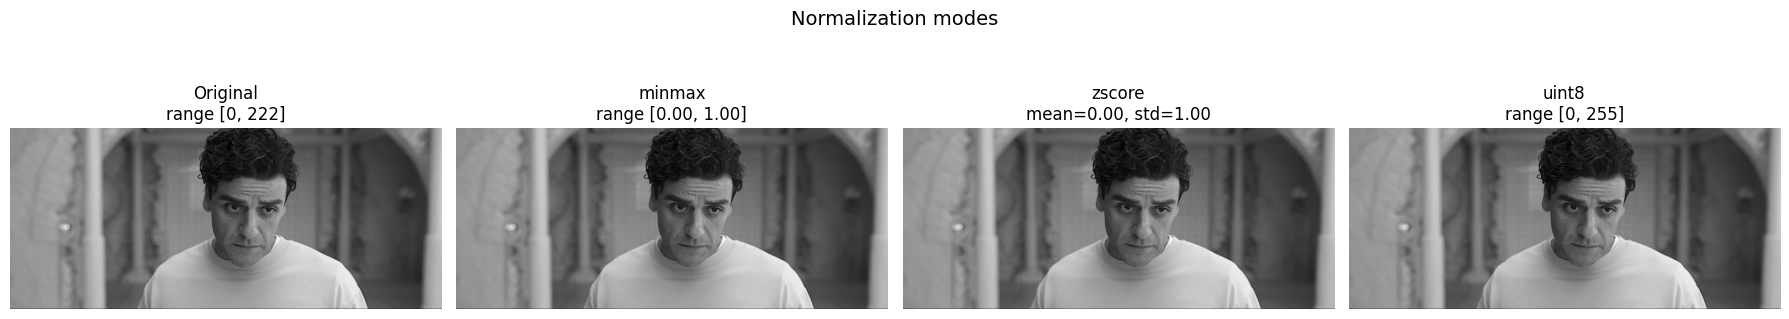 Normalization modes
Original
range [0, 222]
minmax
range [0.00, 1.00]
zscore
mean=0.00, std=1.00
uint8
range [0, 255]